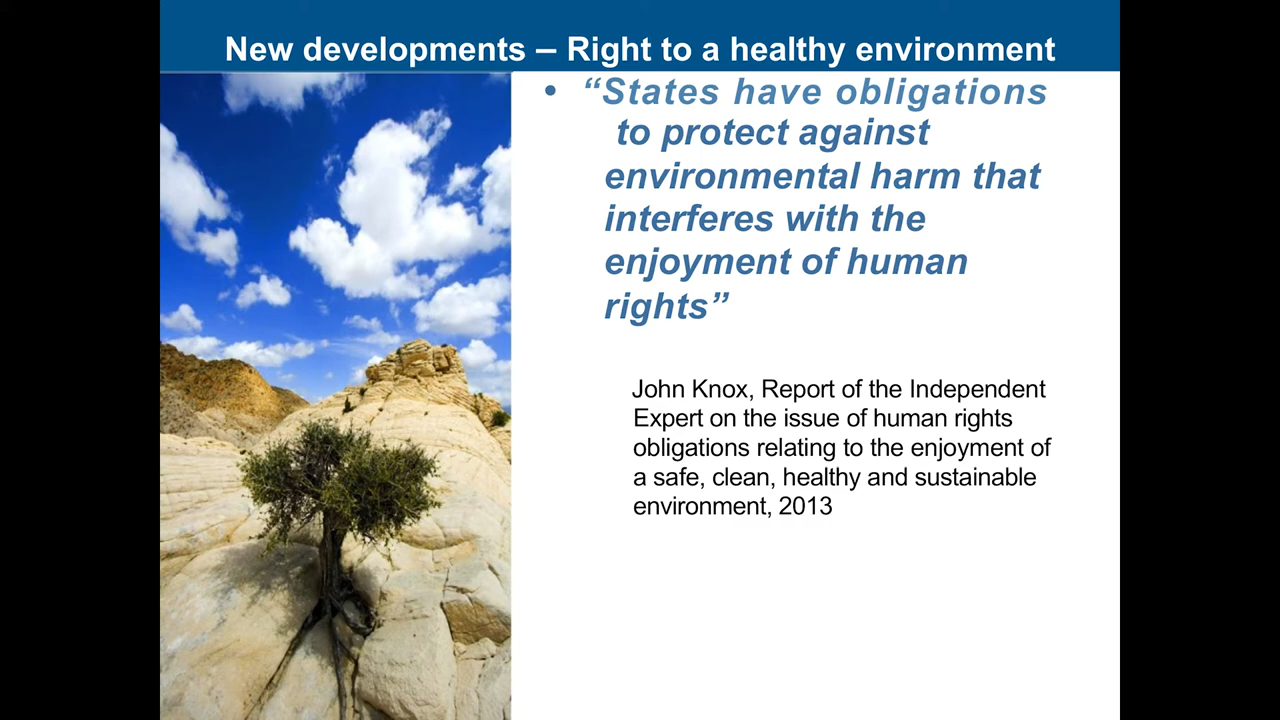 New developments – Right to a healthy environment
• “States have obligations
to protect against
environmental harm that
interferes with the
enjoyment of human
rights”
John Knox, Report of the Independent
Expert on the issue of human rights
obligations relating to the enjoyment of
a safe, clean, healthy and sustainable
environment, 2013